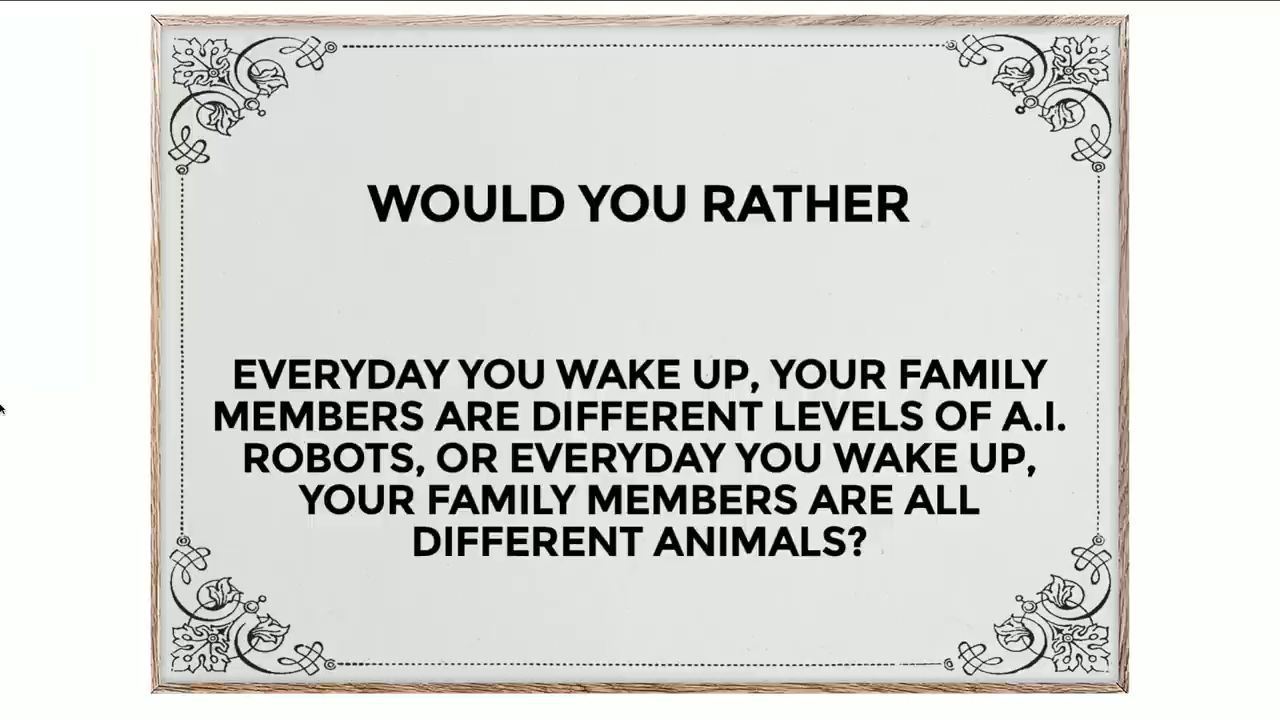 WOULD YOU RATHER
EVERYDAY YOU WAKE UP, YOUR FAMILY
MEMBERS ARE DIFFERENT LEVELS OF A.I.
ROBOTS, OR EVERYDAY YOU WAKE UP,
YOUR FAMILY MEMBERS ARE ALL
DIFFERENT ANIMALS?